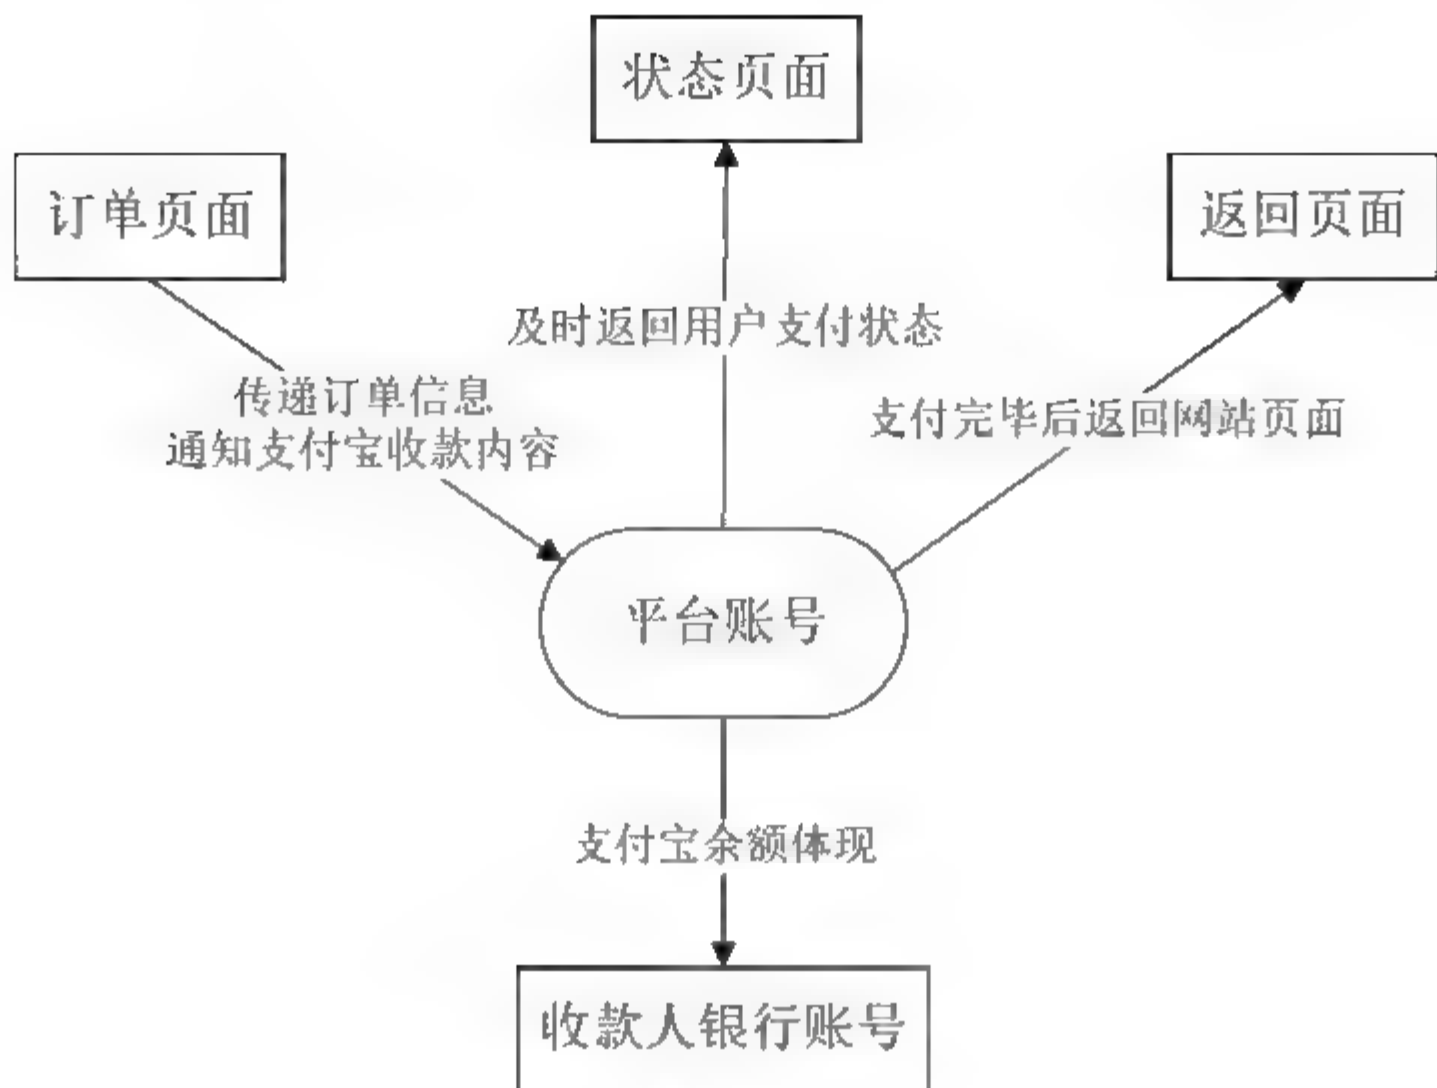 状态页面
订单页面
返回页面
及时返回用户支付状态
传递订单信息
通知支付宝收款内容
支付完毕后返回网站页面
平台账号
支付宝余额体现
收款人银行账号